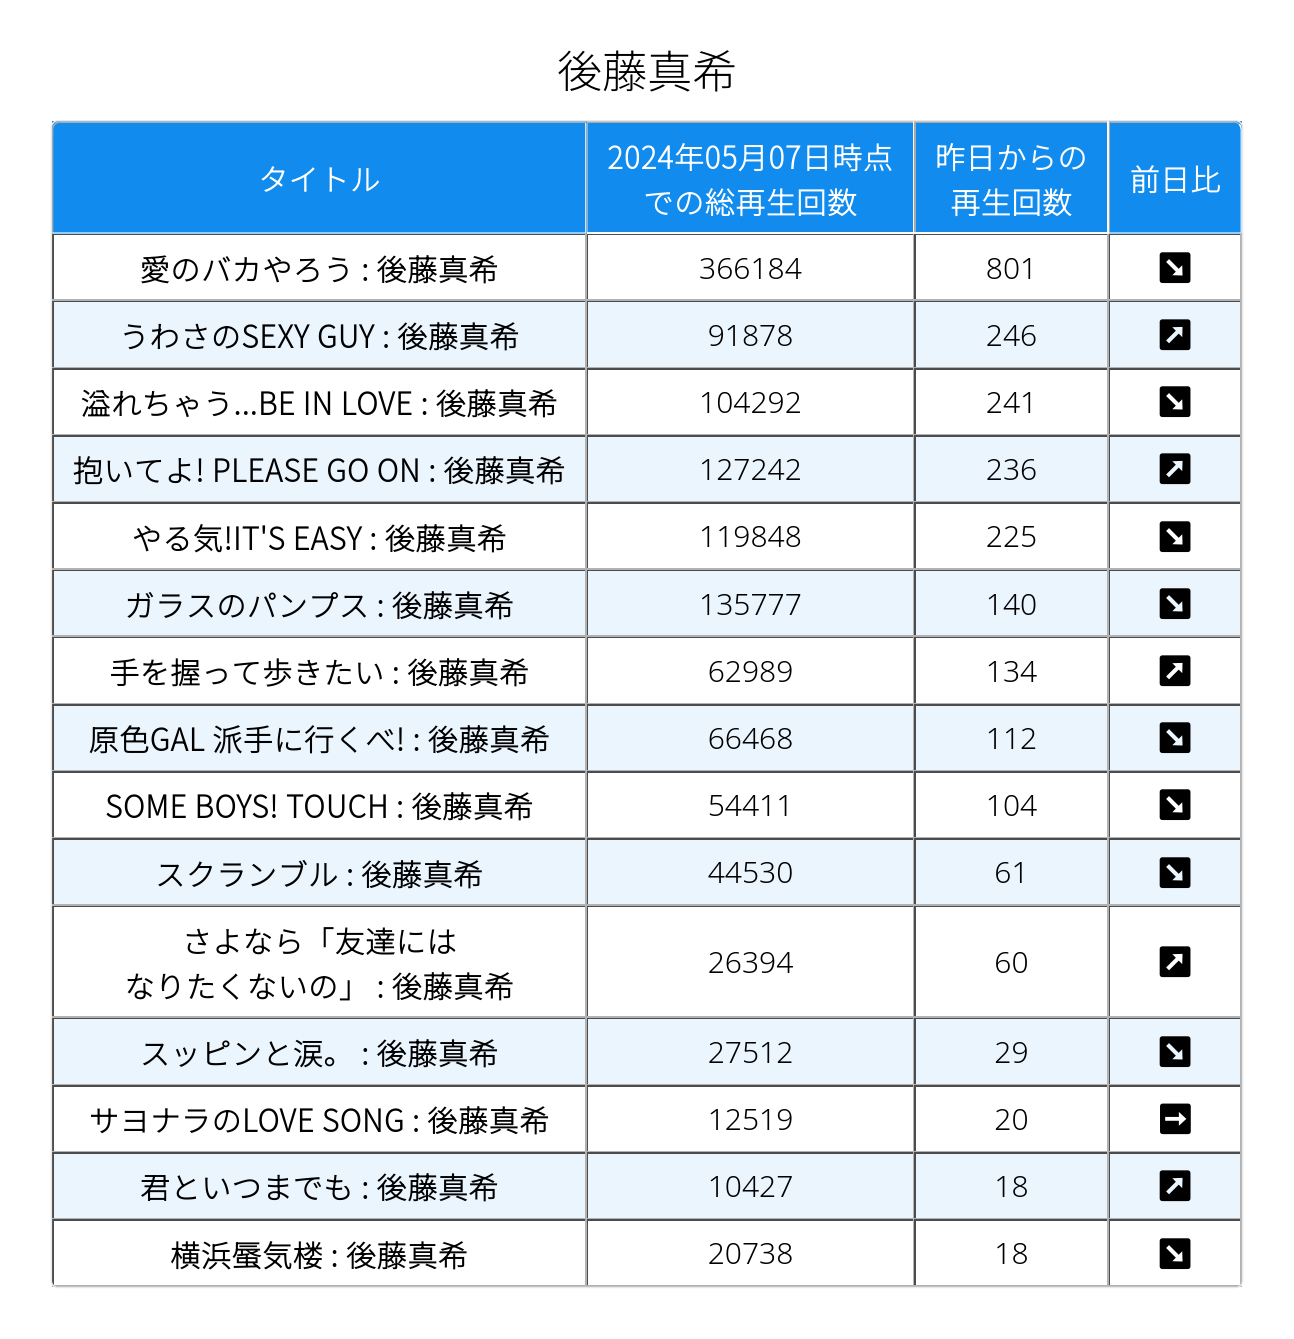 後藤真希
タイトル 2024年05月07日時点 昨日からの 前日比
での総再生回数 再生回数
愛のバカやろう : 後藤真希 366184 801 ↘
うわさのSEXY GUY : 後藤真希 91878 246 ↗
溢れちゃう...BE IN LOVE : 後藤真希 104292 241 ↘
抱いてよ! PLEASE GO ON : 後藤真希 127242 236 ↗
やる気!IT'S EASY : 後藤真希 119848 225 ↘
ガラスのパンプス : 後藤真希 135777 140 ↘
手を握って歩きたい : 後藤真希 62989 134 ↗
原色GAL 派手に行くべ! : 後藤真希 66468 112 ↘
SOME BOYS! TOUCH : 後藤真希 54411 104 ↘
スクランブル : 後藤真希 44530 61 ↘
さよなら「友達には
なりたくないの」 : 後藤真希 26394 60 ↗
スッピンと涙。 : 後藤真希 27512 29 ↘
サヨナラのLOVE SONG : 後藤真希 12519 20 →
君といつまでも : 後藤真希 10427 18 ↗
横浜蜃気楼 : 後藤真希 20738 18 ↘